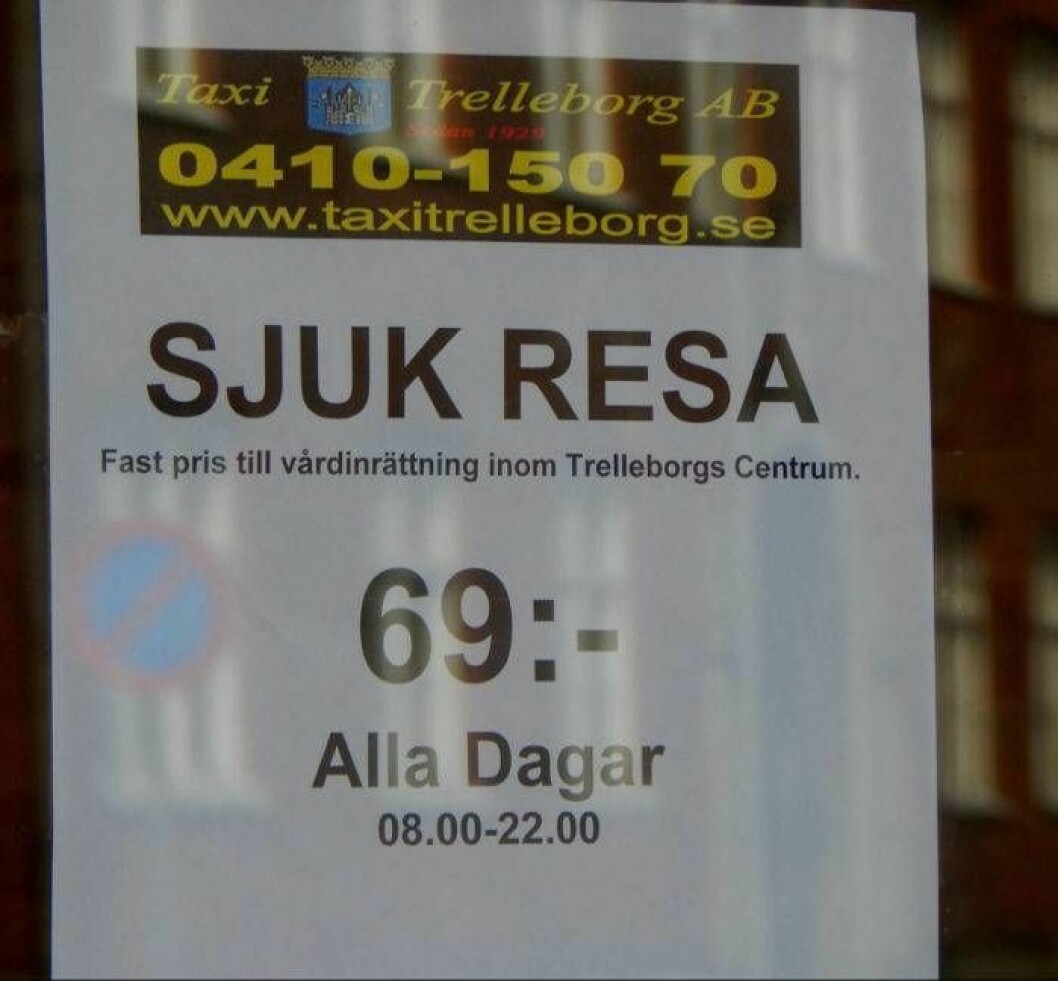 Taxi Trelleborg AB
Sedan 1929
0410-150 70
www.taxitrelleborg.se
SJUK RESA
Fast pris till vårdinrättning inom Trelleborgs Centrum.
69:-
Alla Dagar
08.00-22.00